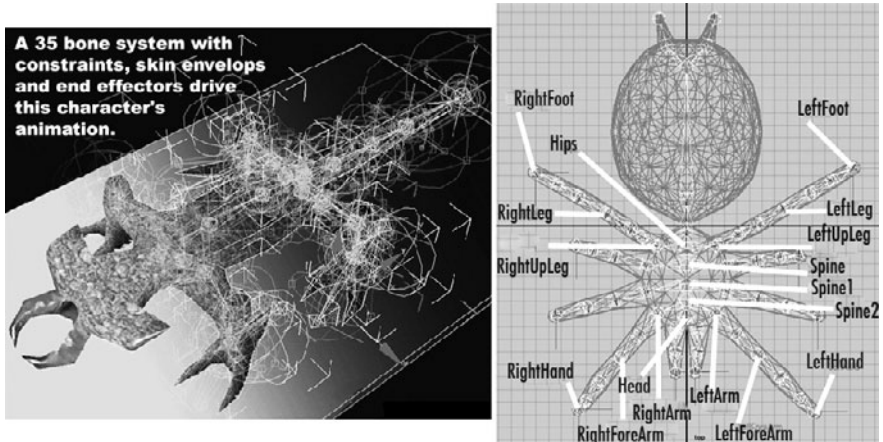 A 35 bone system with
constraints, skin envelops
and end effectors drive
this character's
animation.
RightFoot
LeftFoot
Hips
RightLeg
LeftLeg
LeftUpLeg
RightUpLeg
Spine
Spine1
Spine2
RightHand
Head
LeftArm
LeftHand
RightArm
RightForeArm
LeftForeArm
top